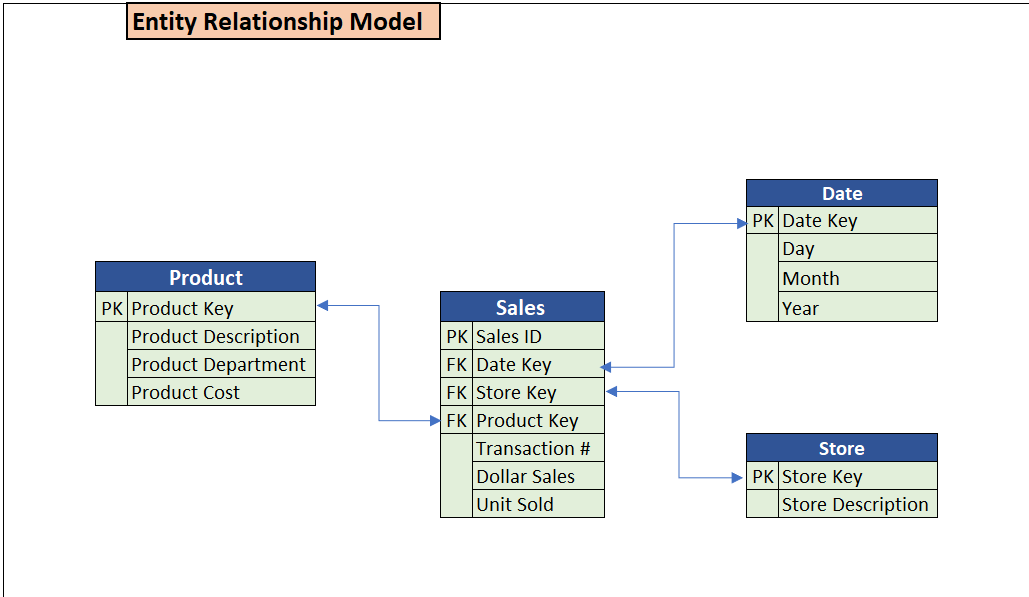 Entity Relationship Model
Product
PK Product Key
Product Description
Product Department
Product Cost
Sales
PK Sales ID
FK Date Key
FK Store Key
FK Product Key
Transaction #
Dollar Sales
Unit Sold
Date
PK Date Key
Day
Month
Year
Store
PK Store Key
Store Description